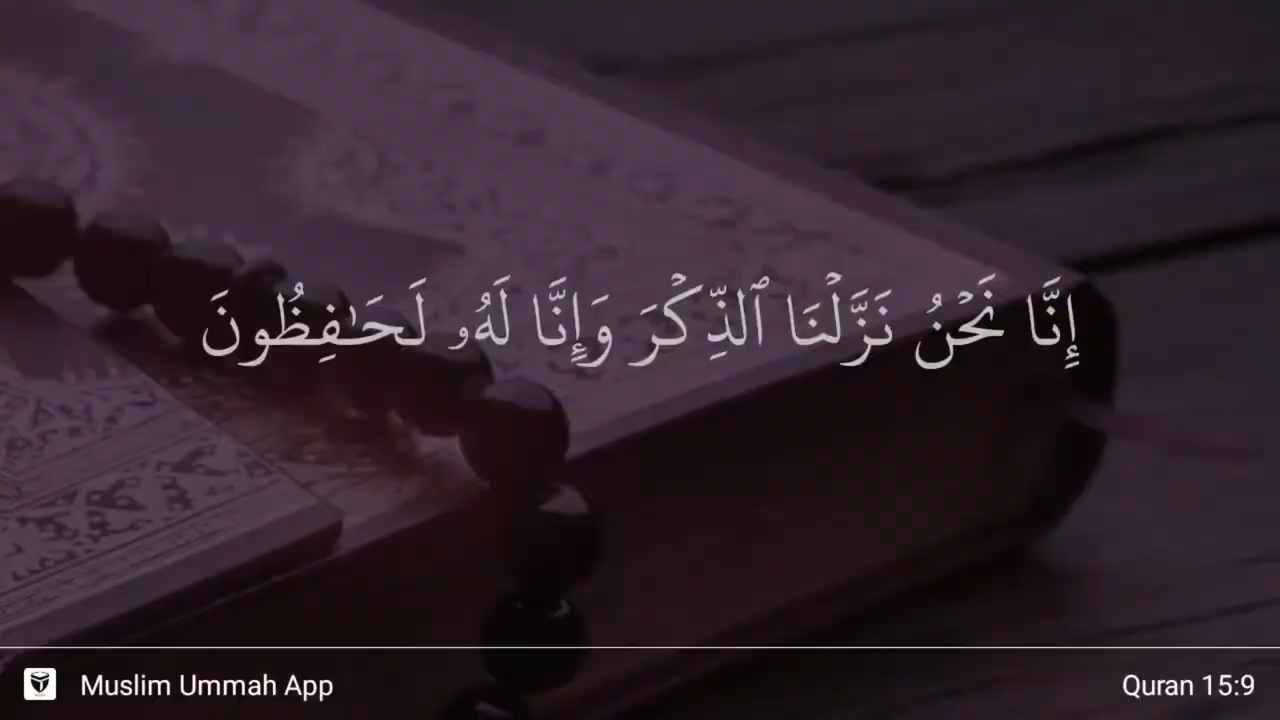 إِنَّا نَحۡنُ نَزَّلۡنَا ٱلذِّكۡرَ وَإِنَّا لَهُۥ لَحَٰفِظُونَ
Muslim Ummah App
Quran 15:9